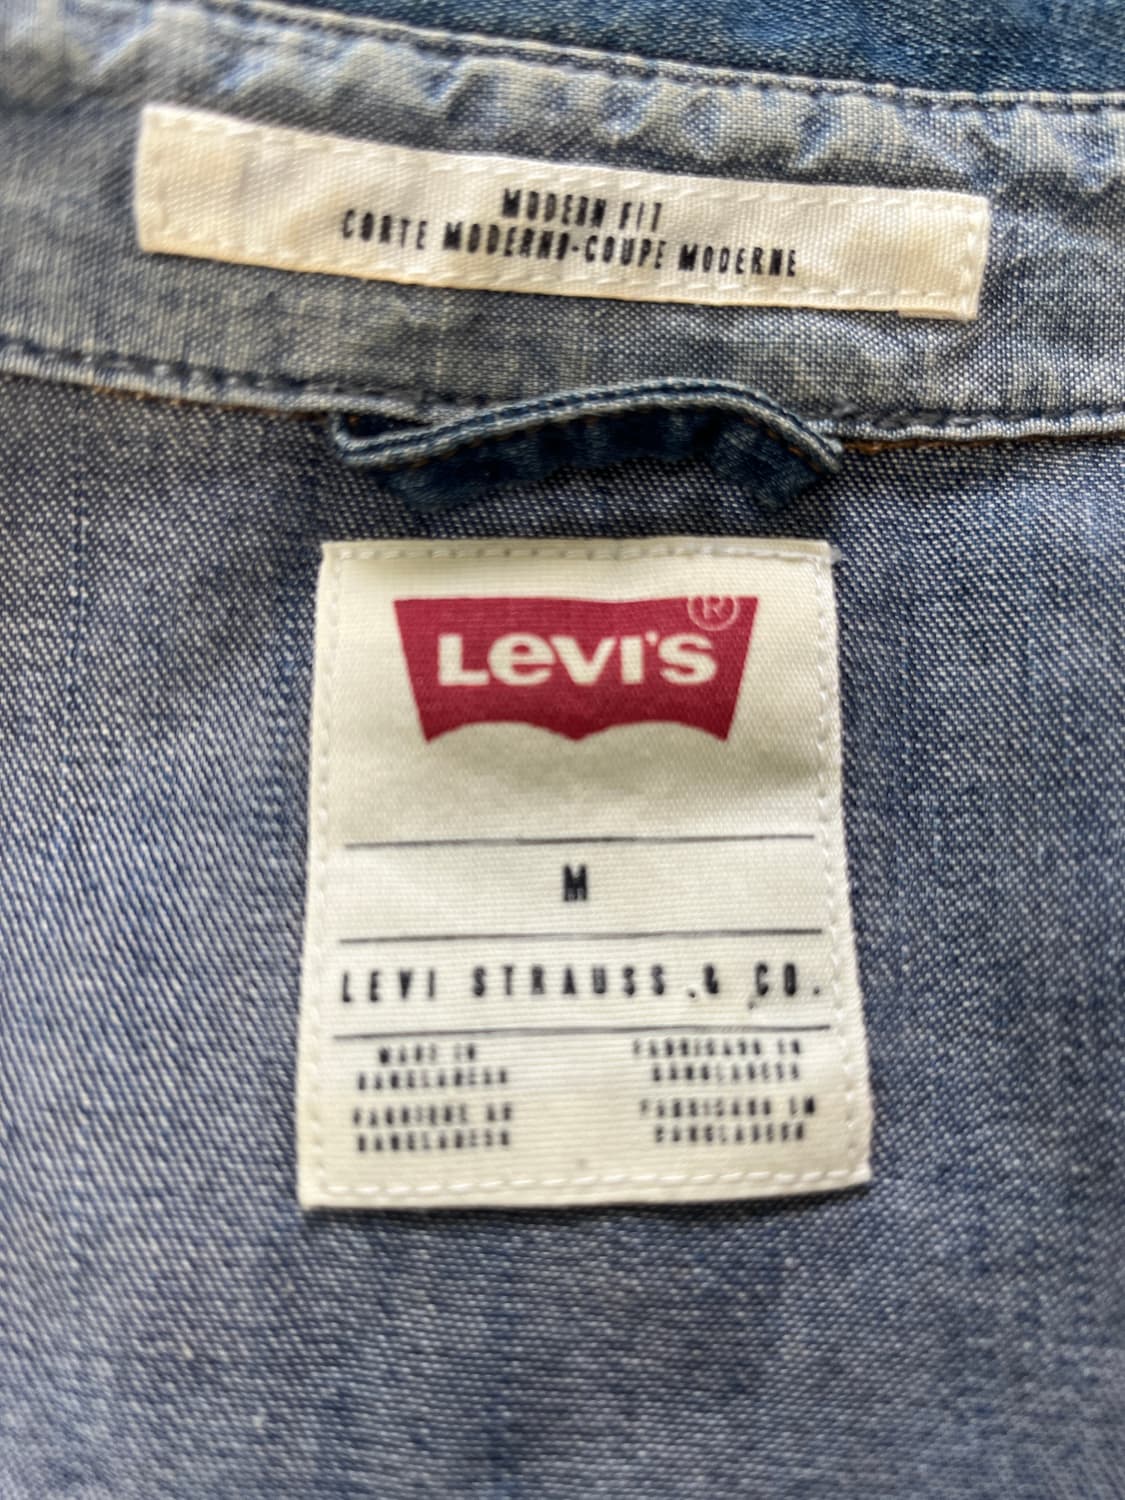 MODERN FIT
CORTE MODERNO-COUPE MODERNE
Levi's®
M
LEVI STRAUSS & CO.
MADE IN
BANGLADESH
FABRIQUE AU
BANGLADESH
FABRICADO EN
BANGLADESH
FABRICADO EM
BANGLADESH